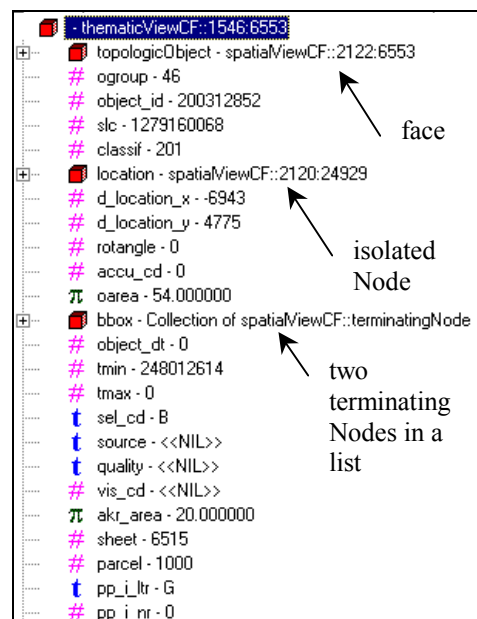 - thematicViewCF::1546:6553
topologicObject - spatialViewCF::2122:6553
# ogroup - 46
# object_id - 200312852
# slc - 1279160068
# classif - 201
location - spatialViewCF::2120:24929
# d_location_x - -6943
# d_location_y - 4775
# rotangle - 0
# accu_cd - 0
π oarea - 54.000000
bbox - Collection of spatialViewCF::terminatingNode
# object_dt - 0
# tmin - 248012614
# tmax - 0
t sel_cd - B
t source - <<NIL>>
t quality - <<NIL>>
# vis_cd - <<NIL>>
π akr_area - 20.000000
# sheet - 6515
# parcel - 1000
t pp_i_ltr - G
# pp_i_nr - 0
face
isolated
Node
two
terminating
Nodes in a
list